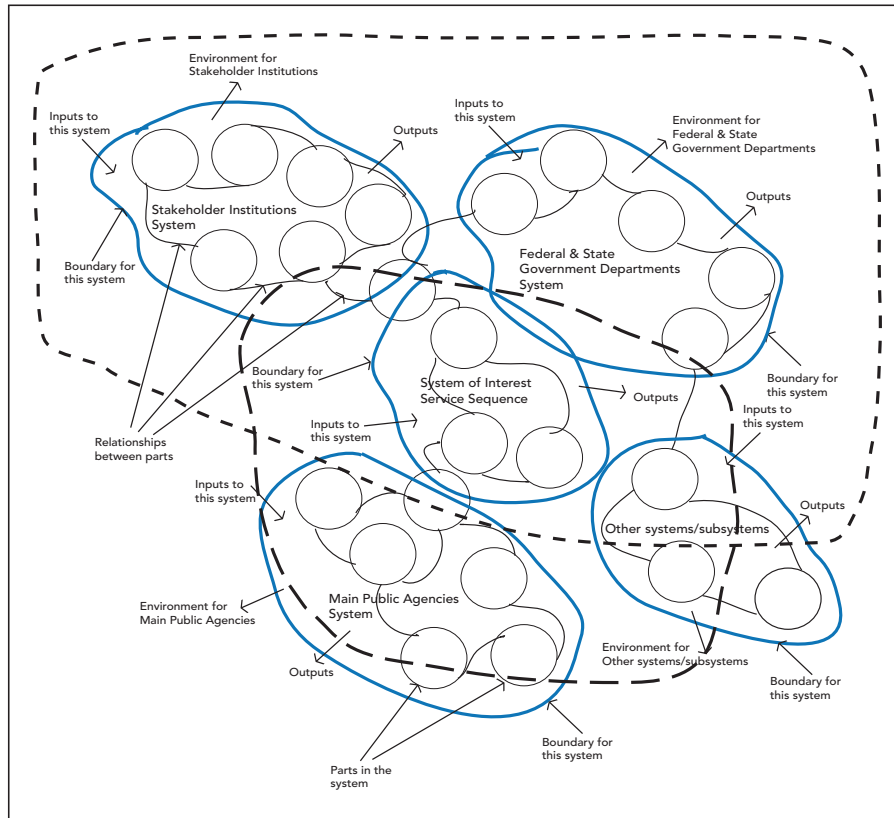 Environment for
Stakeholder Institutions
Inputs to
this system
Outputs
Stakeholder Institutions
System
Boundary for
this system
Inputs to
this system
Environment for
Federal & State
Government Departments
Outputs
Federal & State
Government Departments
System
Boundary for
this system
Boundary for
this system
System of Interest
Service Sequence
Outputs
Inputs to
this system
Relationships
between parts
Inputs to
this system
Inputs to
this system
Outputs
Other systems/subsystems
Environment for
Main Public Agencies
Main Public Agencies
System
Outputs
Environment for
Other systems/subsystems
Boundary for
this system
Boundary for
this system
Parts in the
system